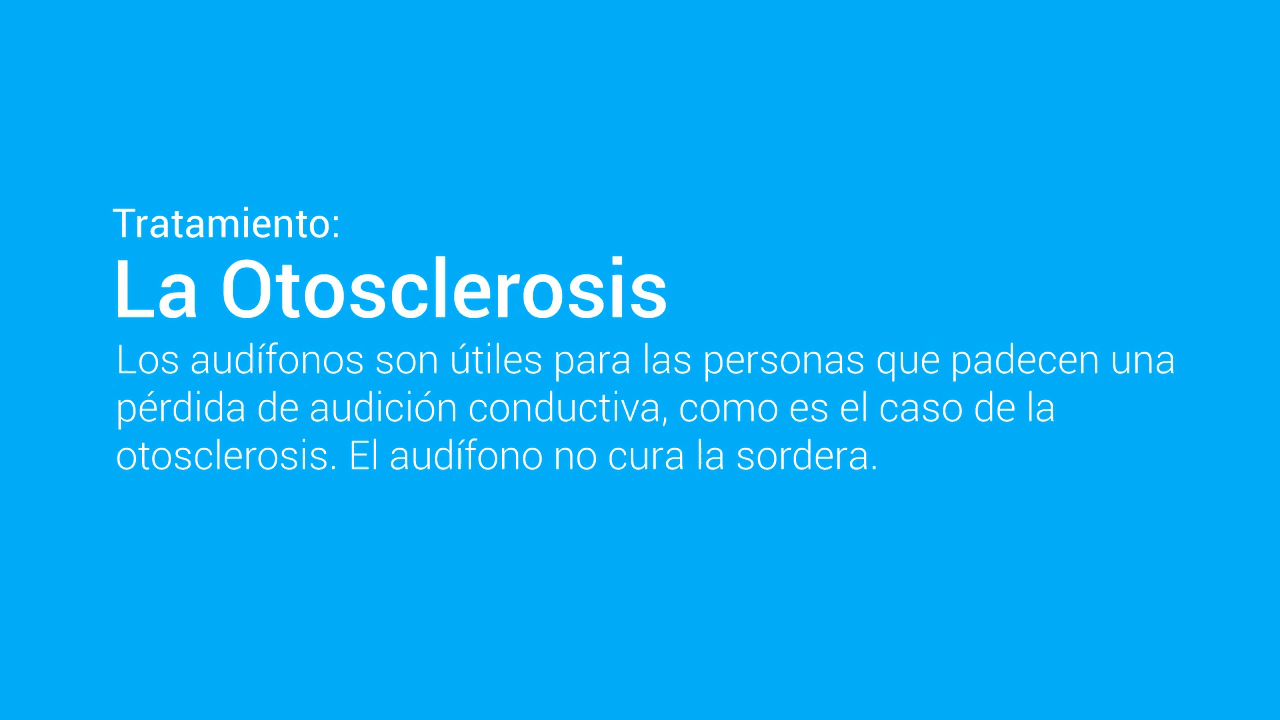 Tratamiento:
La Otosclerosis
Los audífonos son útiles para las personas que padecen una
pérdida de audición conductiva, como es el caso de la
otosclerosis. El audífono no cura la sordera.